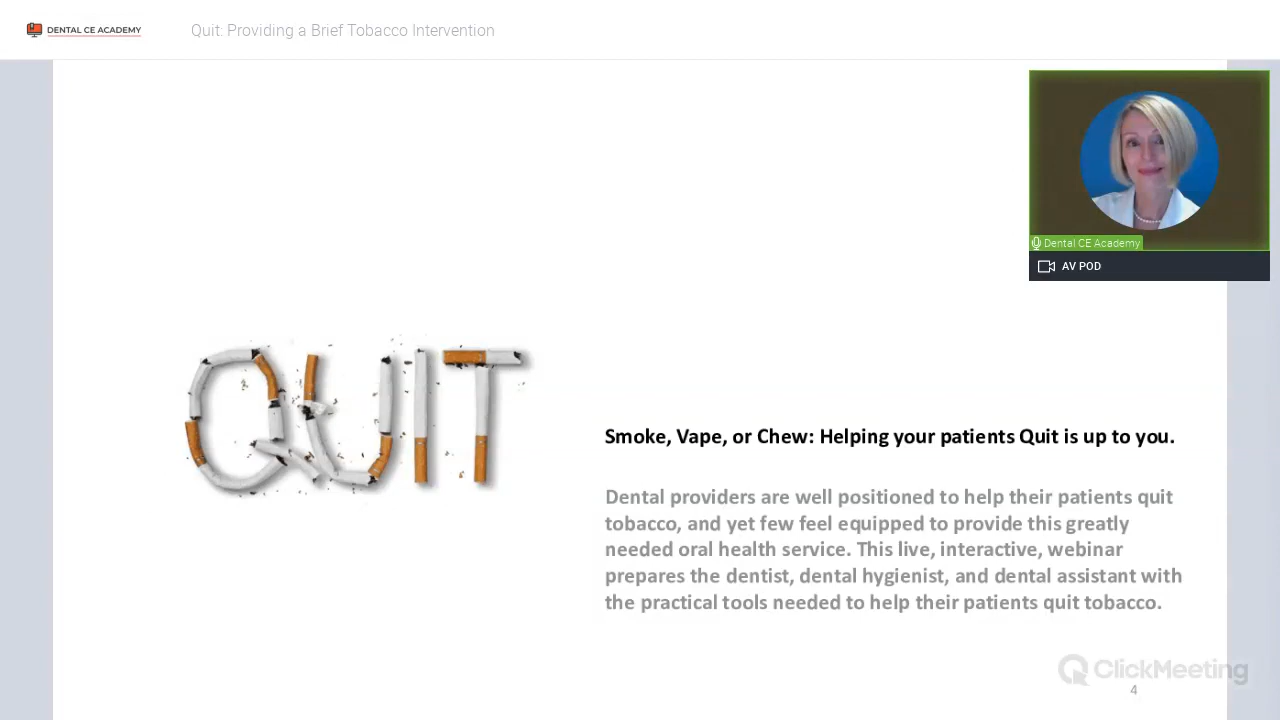 DENTAL CE ACADEMY
Quit: Providing a Brief Tobacco Intervention
Dental CE Academy
AV POD
QUIT
Smoke, Vape, or Chew: Helping your patients Quit is up to you.
Dental providers are well positioned to help their patients quit
tobacco, and yet few feel equipped to provide this greatly
needed oral health service. This live, interactive, webinar
prepares the dentist, dental hygienist, and dental assistant with
the practical tools needed to help their patients quit tobacco.
ClickMeeting
4